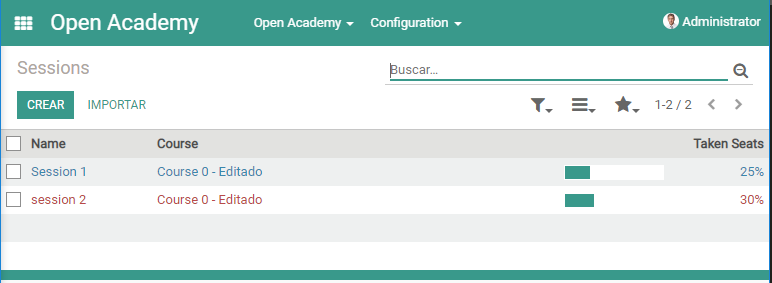 Open Academy Open Academy Configuration Administrator
Sessions Buscar...
CREAR IMPORTAR 1-2 / 2
Name Course Taken Seats
Session 1 Course 0 - Editado 25%
session 2 Course 0 - Editado 30%